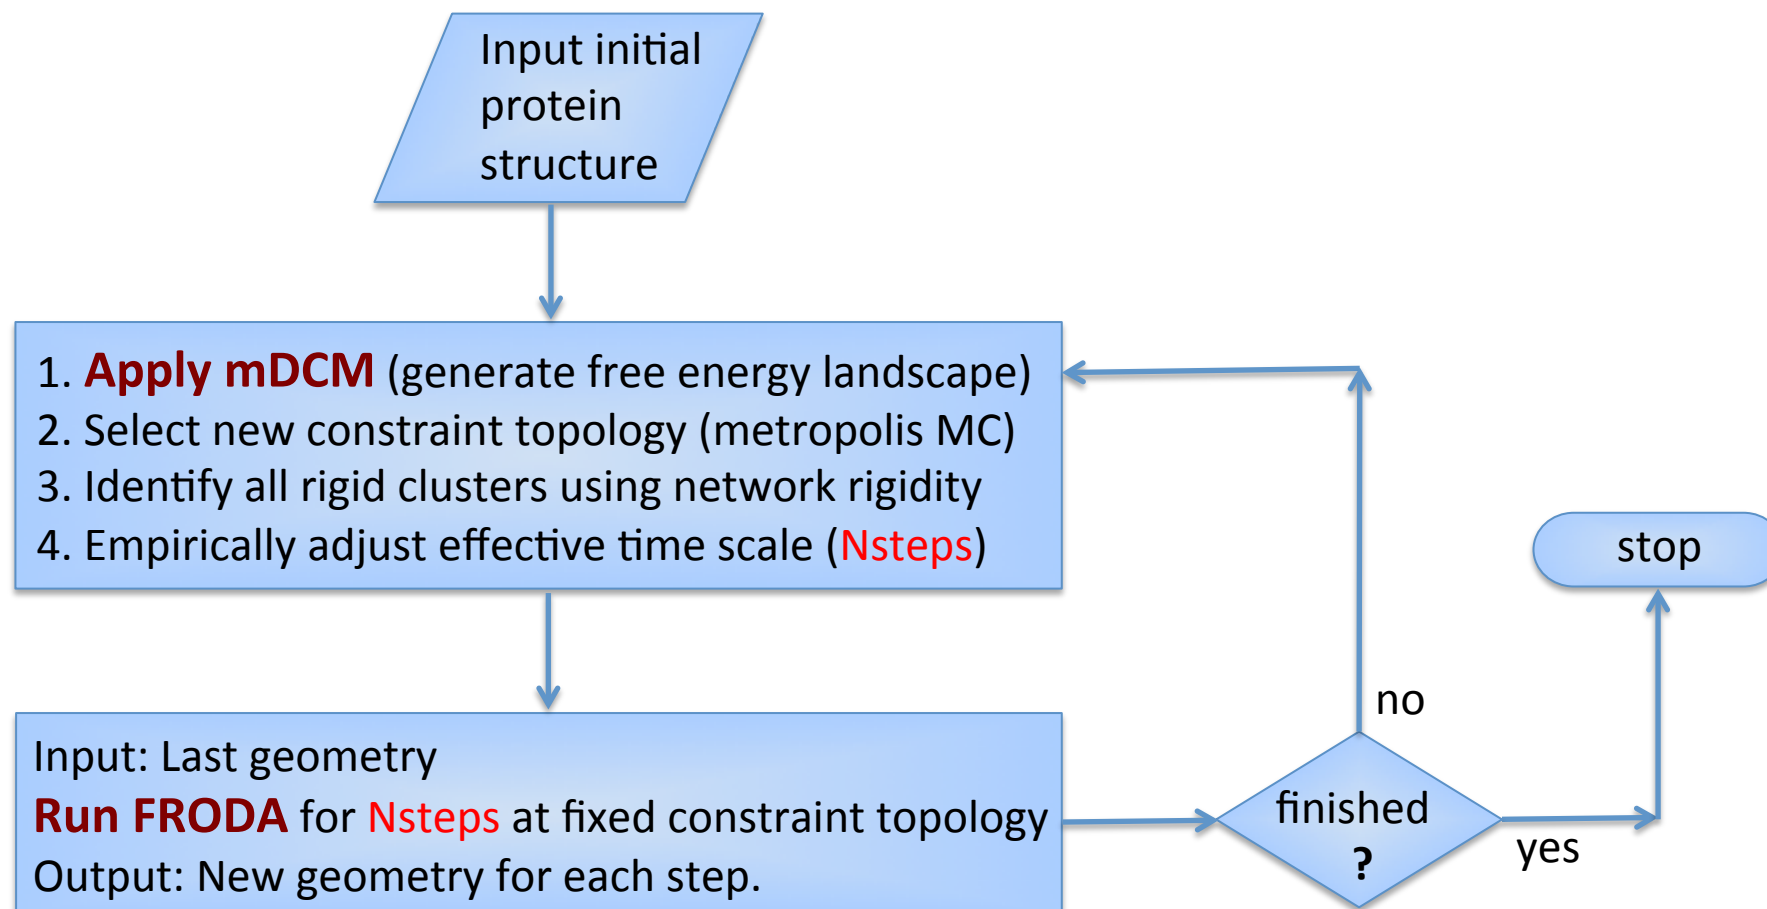 Input initial
protein
structure
1. Apply mDCM (generate free energy landscape)
2. Select new constraint topology (metropolis MC)
3. Identify all rigid clusters using network rigidity
4. Empirically adjust effective time scale (Nsteps)
stop
no
Input: Last geometry
Run FRODA for Nsteps at fixed constraint topology
Output: New geometry for each step.
finished
?
yes